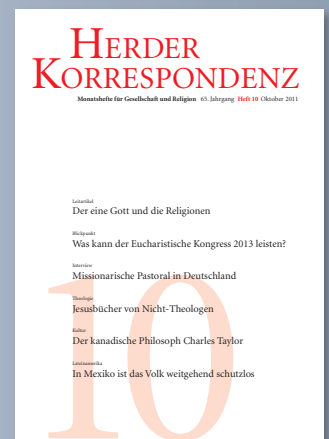 HERDER
KORRESPONDENZ
Monatshefte für Gesellschaft und Religion 65. Jahrgang Heft 10 Oktober 2011
Leitartikel
Der eine Gott und die Religionen
Blickpunkt
Was kann der Eucharistische Kongress 2013 leisten?
Interview
Missionarische Pastoral in Deutschland
Theologie
Jesusbücher von Nicht-Theologen
Kultur
Der kanadische Philosoph Charles Taylor
Lateinamerika
In Mexiko ist das Volk weitgehend schutzlos
10